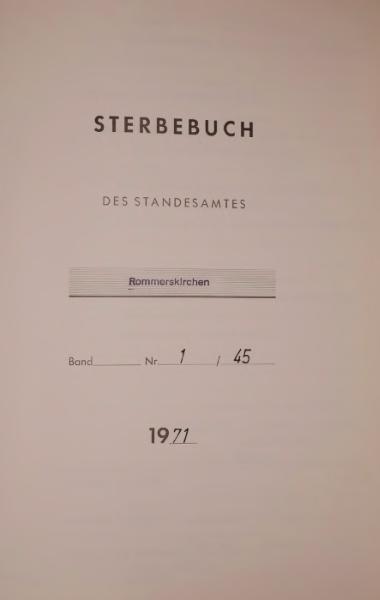 STERBEBUCH
DES STANDESAMTES
Rommerskirchen
Band Nr. 1 / 45
1971